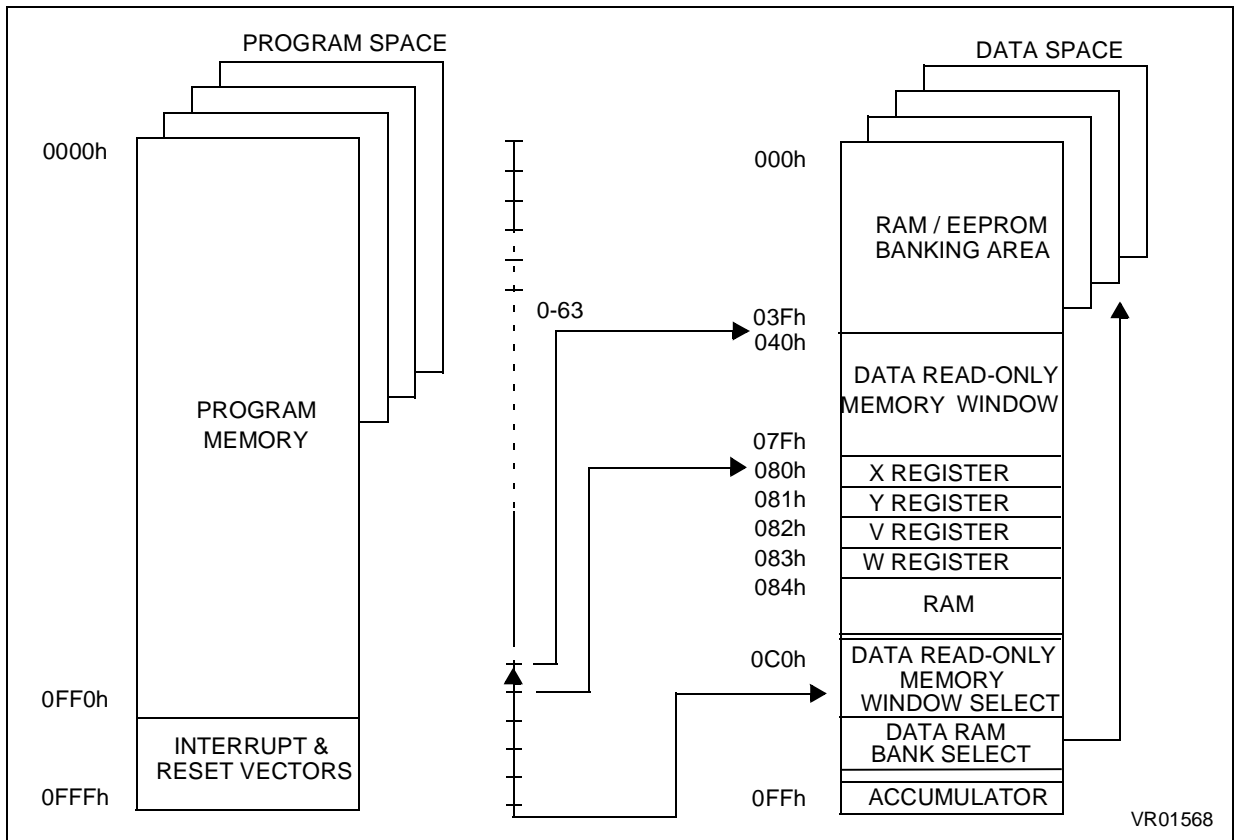 PROGRAM SPACE
0000h
PROGRAM
MEMORY
0FF0h
INTERRUPT &
RESET VECTORS
0FFFh
0-63
DATA SPACE
000h
RAM / EEPROM
BANKING AREA
03Fh
040h
DATA READ-ONLY
MEMORY WINDOW
07Fh
080h
X REGISTER
081h
Y REGISTER
082h
V REGISTER
083h
W REGISTER
084h
RAM
0C0h
DATA READ-ONLY
MEMORY
WINDOW SELECT
DATA RAM
BANK SELECT
0FFh
ACCUMULATOR
VR01568